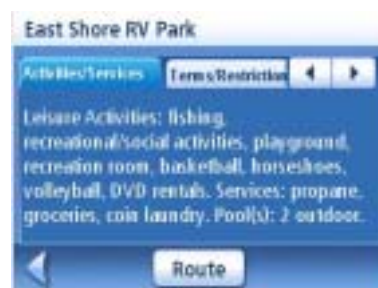 East Shore RV Park
Activities/Services Terms/Restriction
Leisure Activities: fishing,
recreational/social activities, playground,
recreation room, basketball, horseshoes,
volleyball, DVD rentals. Services: propane,
groceries, coin laundry. Pool(s): 2 outdoor.
Route